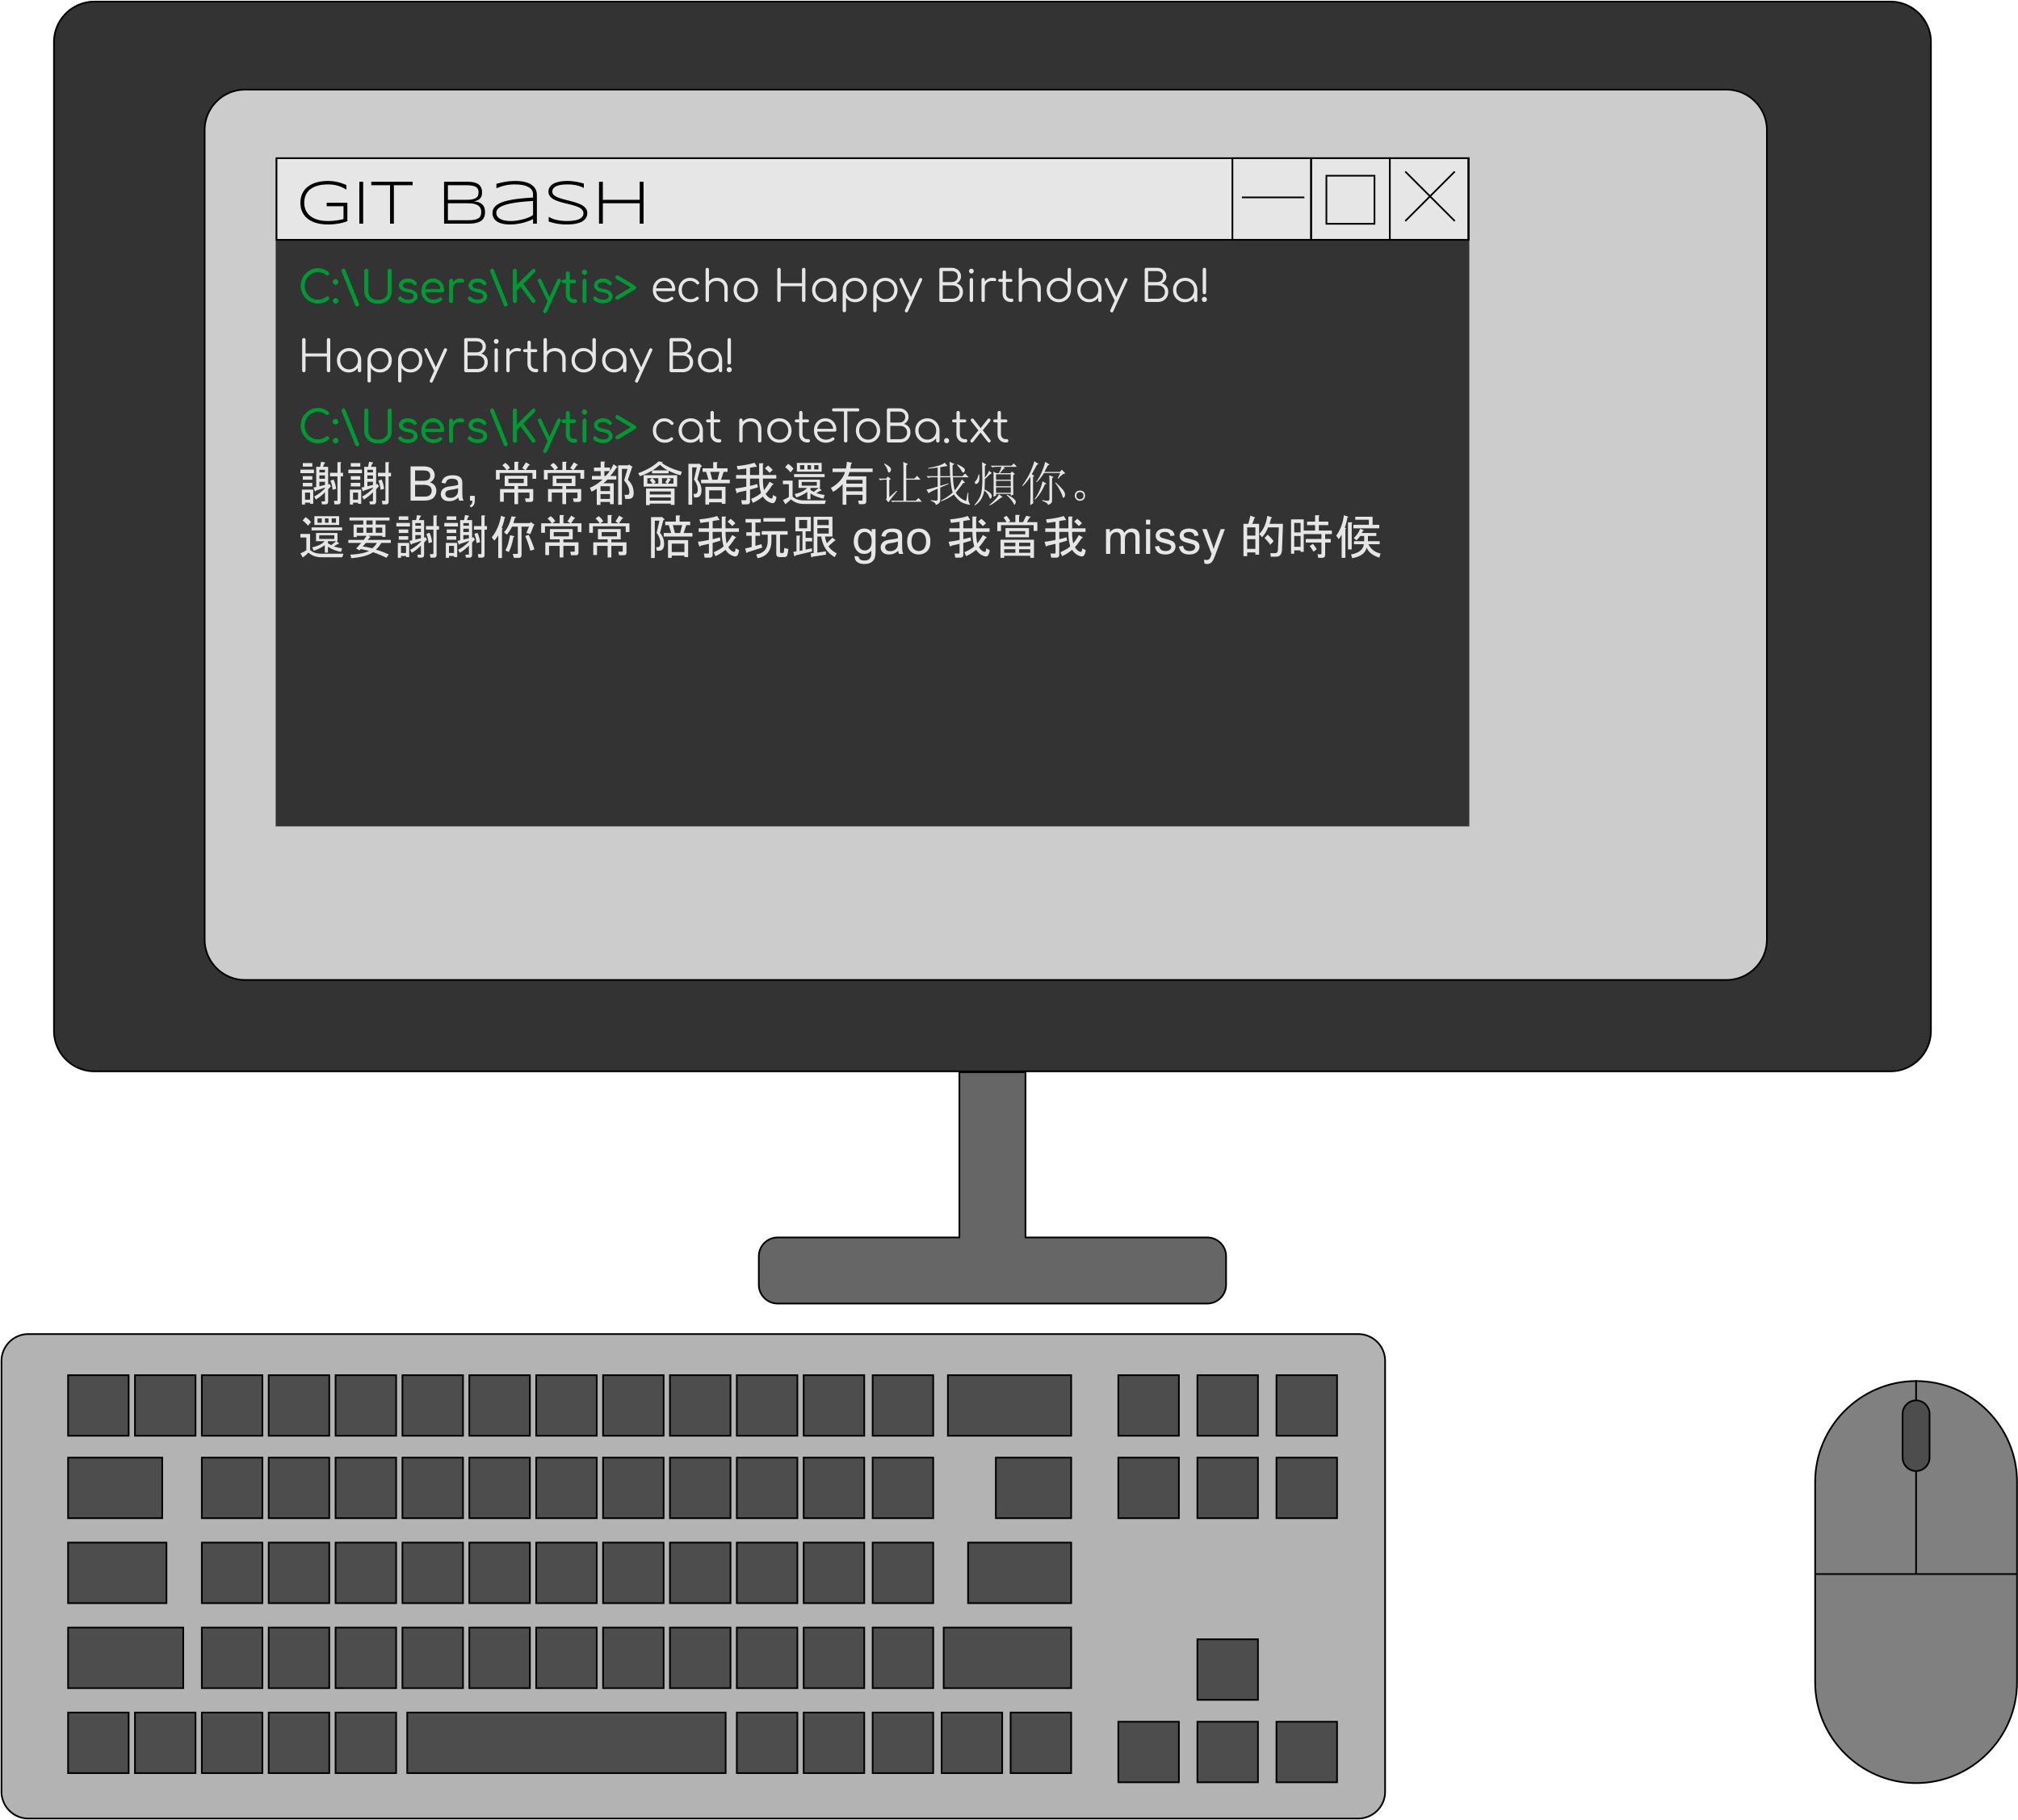 GIT BasH
C:\Users\Kytis> echo Happy Birthday Ba!
Happy Birthday Ba!
C:\Users\Kytis> cat noteToBa.txt
謝謝 Ba, 常常都會陪我還有让我烦你。
還要謝謝你常常 陪我玩跟 gao 我當我 missy 的時候